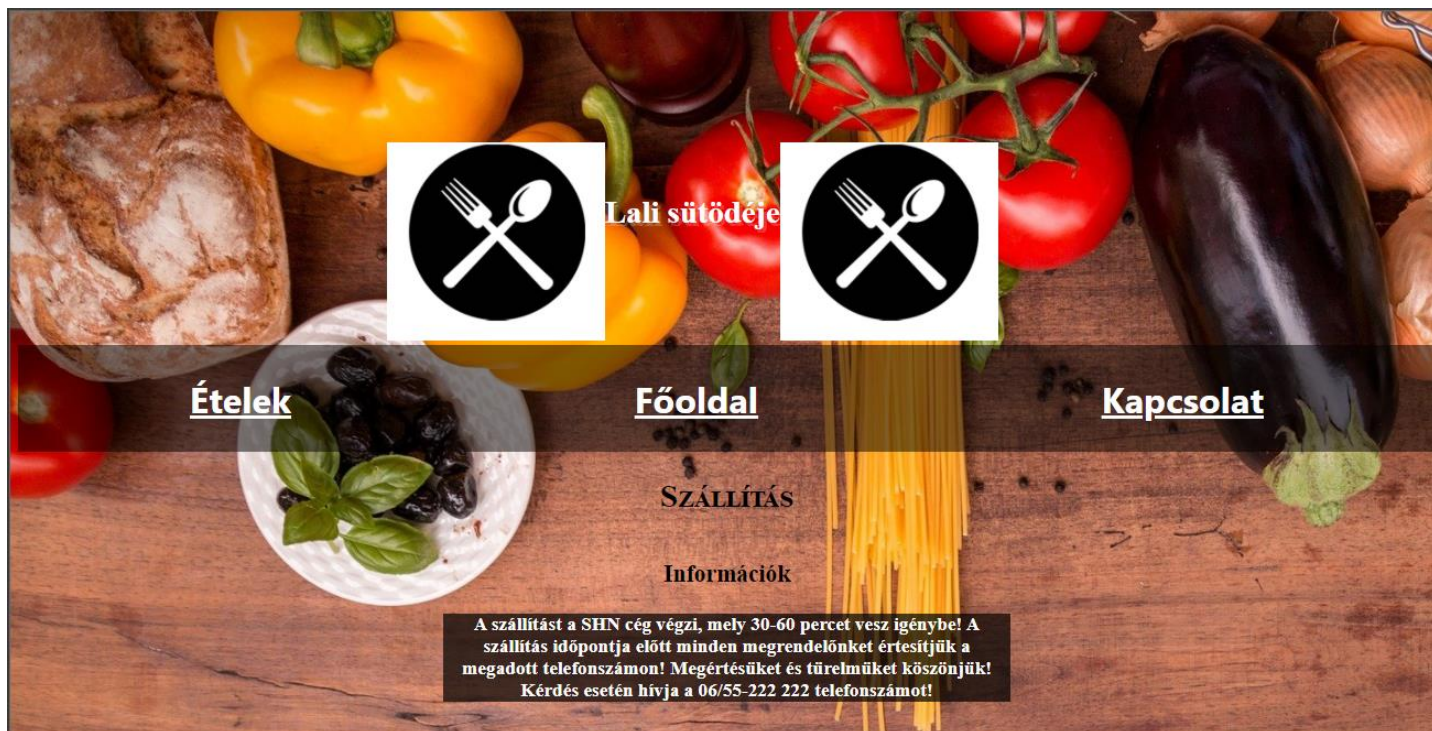 Lali sütödéje
Ételek
Főoldal
Kapcsolat
Szállítás
Információk
A szállítást a SHN cég végzi, mely 30-60 percet vesz igénybe! A
szállítás időpontja előtt minden megrendelőnket értesítjük a
megadott telefonszámon! Megértésüket és türelmüket köszönjük!
Kérdés esetén hívja a 06/55-222 222 telefonszámot!